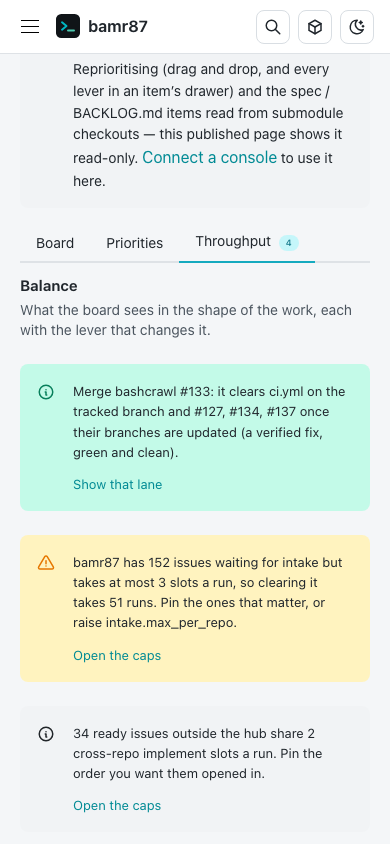 bamr87
Reprioritising (drag and drop, and every
lever in an item's drawer) and the spec /
BACKLOG.md items read from submodule
checkouts — this published page shows it
read-only. Connect a console to use it
here.
Board Priorities Throughput 4
Balance
What the board sees in the shape of the work, each
with the lever that changes it.
Merge bashcrawl #133: it clears ci.yml on the
tracked branch and #127, #134, #137 once
their branches are updated (a verified fix,
green and clean).
Show that lane
bamr87 has 152 issues waiting for intake but
takes at most 3 slots a run, so clearing it
takes 51 runs. Pin the ones that matter, or
raise intake.max_per_repo.
Open the caps
34 ready issues outside the hub share 2
cross-repo implement slots a run. Pin the
order you want them opened in.
Open the caps